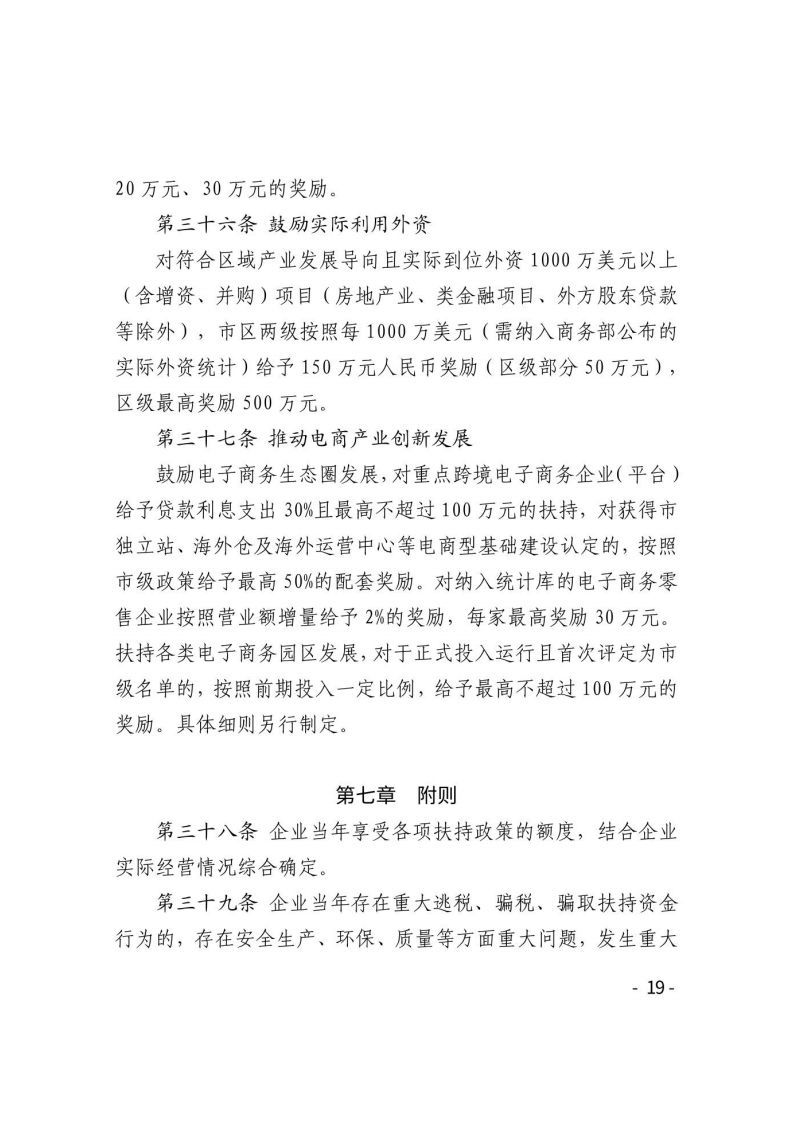 20 万元、30 万元的奖励。
第三十六条 鼓励实际利用外资
对符合区域产业发展导向且实际到位外资 1000 万美元以上
（含增资、并购）项目（房地产业、类金融项目、外方股东贷款
等除外），市区两级按照每 1000 万美元（需纳入商务部公布的
实际外资统计）给予 150 万元人民币奖励（区级部分 50 万元），
区级最高奖励 500 万元。
第三十七条 推动电商产业创新发展
鼓励电子商务生态圈发展，对重点跨境电子商务企业（平台）
给予贷款利息支出 30%且最高不超过 100 万元的扶持，对获得市
独立站、海外仓及海外运营中心等电商型基础建设认定的，按照
市级政策给予最高 50%的配套奖励。对纳入统计库的电子商务零
售企业按照营业额增量给予 2%的奖励，每家最高奖励 30 万元。
扶持各类电子商务园区发展，对于正式投入运行且首次评定为市
级名单的，按照前期投入一定比例，给予最高不超过 100 万元的
奖励。具体细则另行制定。
第七章 附则
第三十八条 企业当年享受各项扶持政策的额度，结合企业
实际经营情况综合确定。
第三十九条 企业当年存在重大逃税、骗税、骗取扶持资金
行为的，存在安全生产、环保、质量等方面重大问题，发生重大
- 19 -